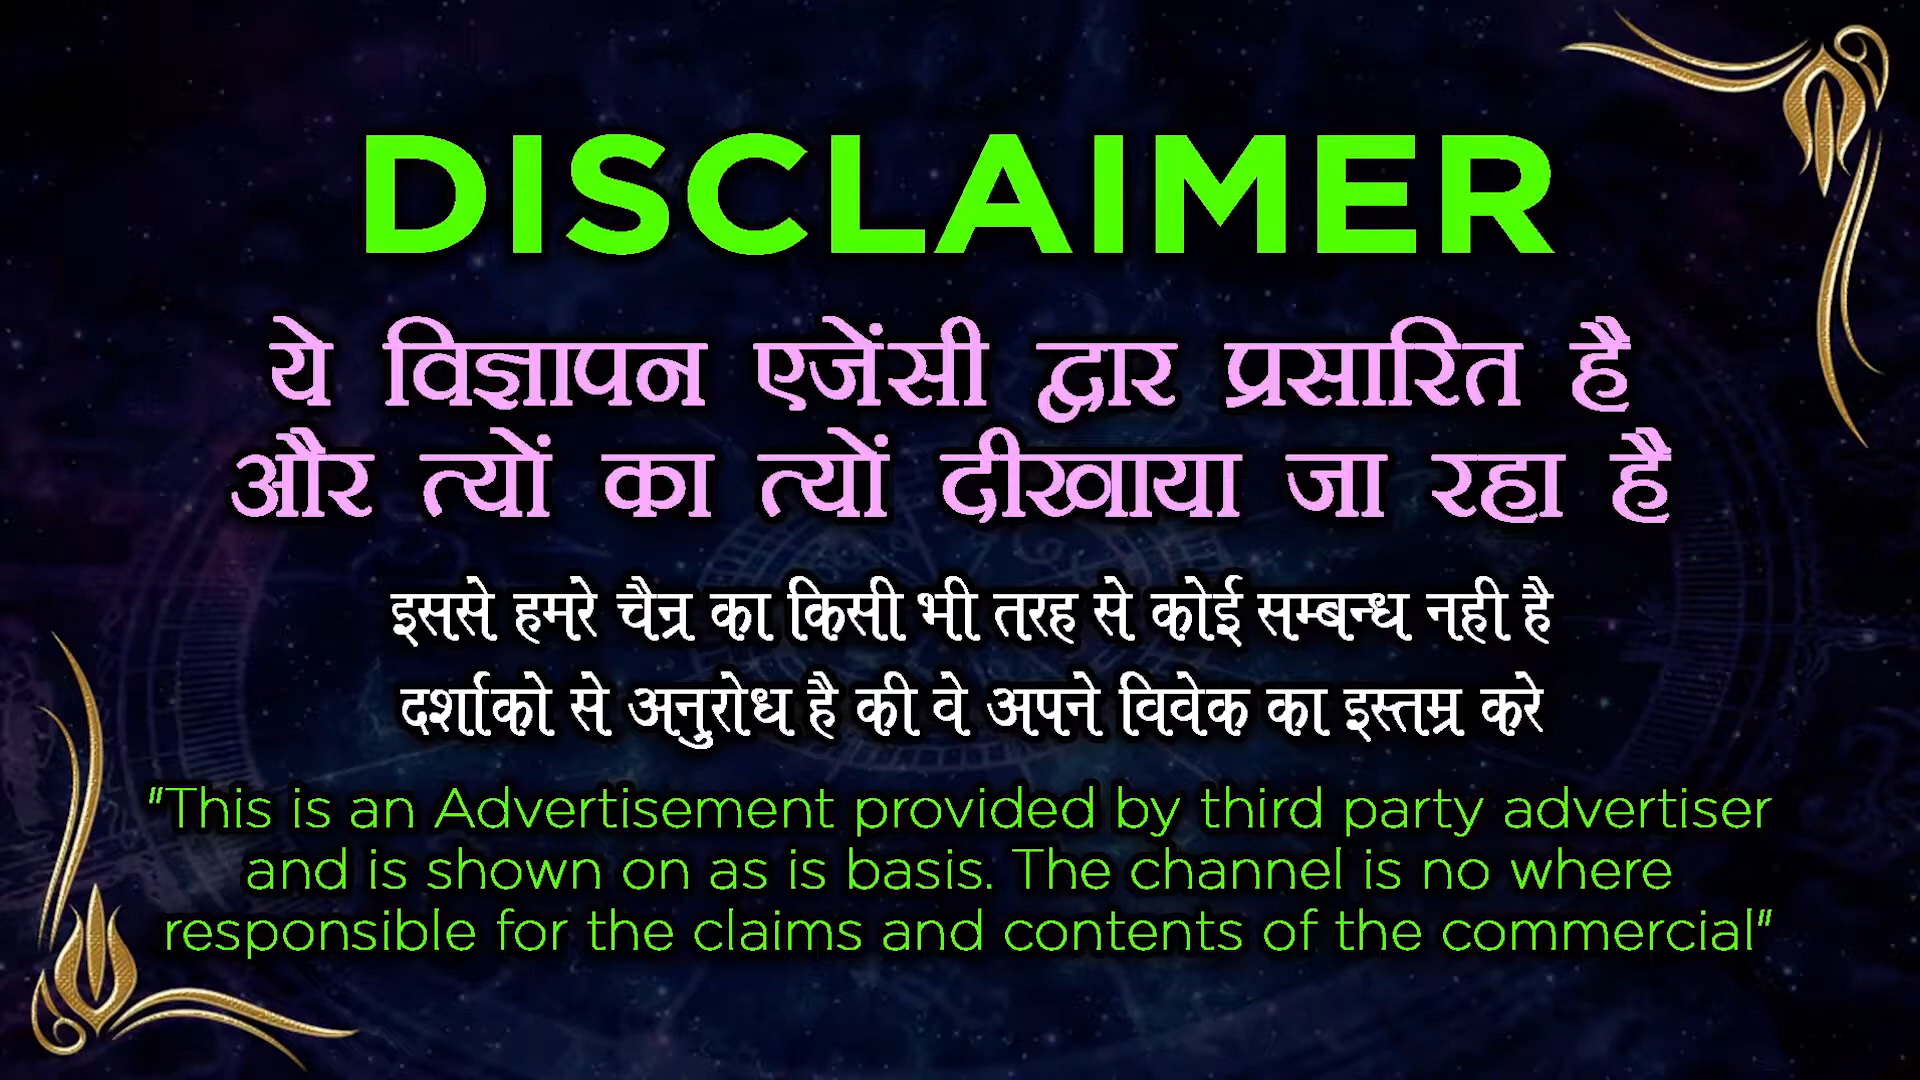 DISCLAIMER
ये विज्ञापन एजेंसी द्वार प्रसारित है
और त्यों का त्यों दीखाया जा रहा है
इससे हमरे चैन्र का किसी भी तरह से कोई सम्बन्ध नही है
दर्शाको से अनुरोध है की वे अपने विवेक का इस्तम्र करे
"This is an Advertisement provided by third party advertiser
and is shown on as is basis. The channel is no where
responsible for the claims and contents of the commercial"